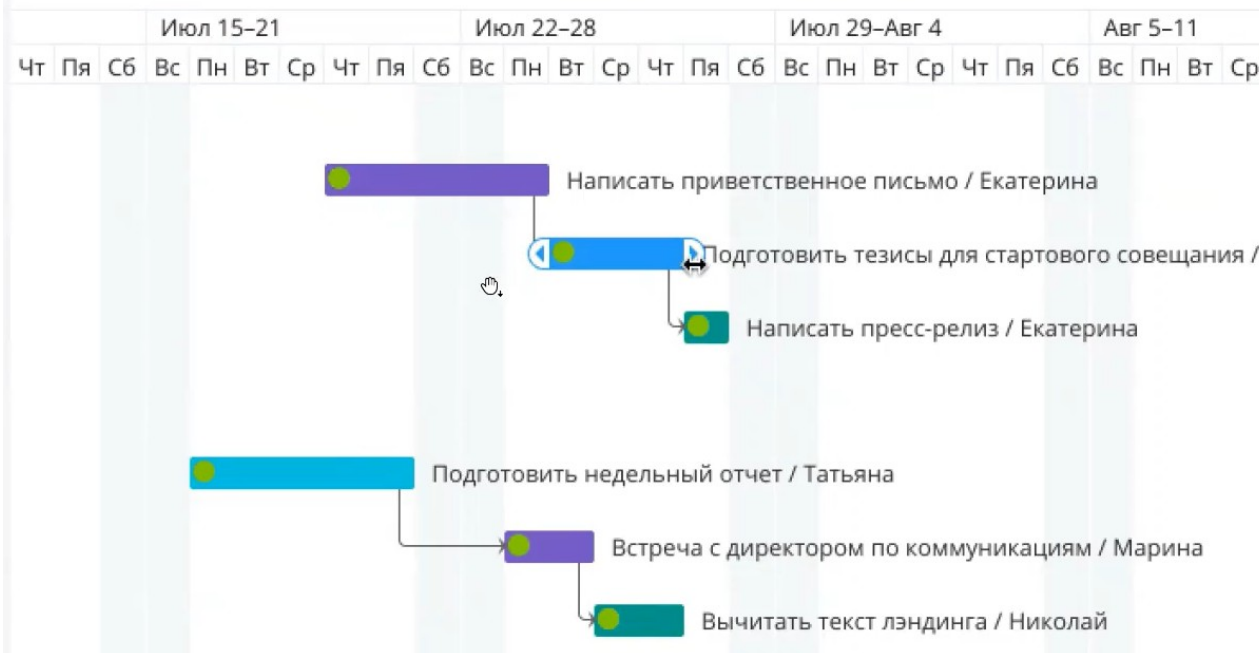 Июл 15–21 Июл 22–28 Июл 29–Авг 4 Авг 5–11
Чт Пя Сб Вс Пн Вт Ср Чт Пя Сб Вс Пн Вт Ср Чт Пя Сб Вс Пн Вт Ср Чт Пя Сб Вс Пн Вт Ср
Написать приветственное письмо / Екатерина
Подготовить тезисы для стартового совещания /
Написать пресс-релиз / Екатерина
Подготовить недельный отчет / Татьяна
Встреча с директором по коммуникациям / Марина
Вычитать текст лэндинга / Николай